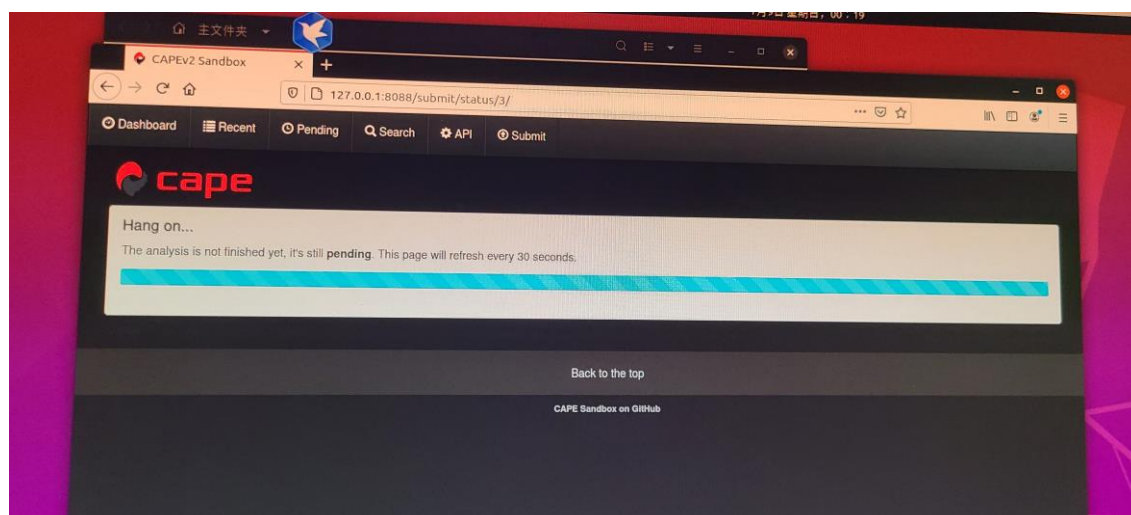 主文件夹
CAPEv2 Sandbox
127.0.0.1:8088/submit/status/3/
Dashboard Recent Pending Search API Submit
cape
Hang on...
The analysis is not finished yet, it's still pending. This page will refresh every 30 seconds.
Back to the top
CAPE Sandbox on GitHub